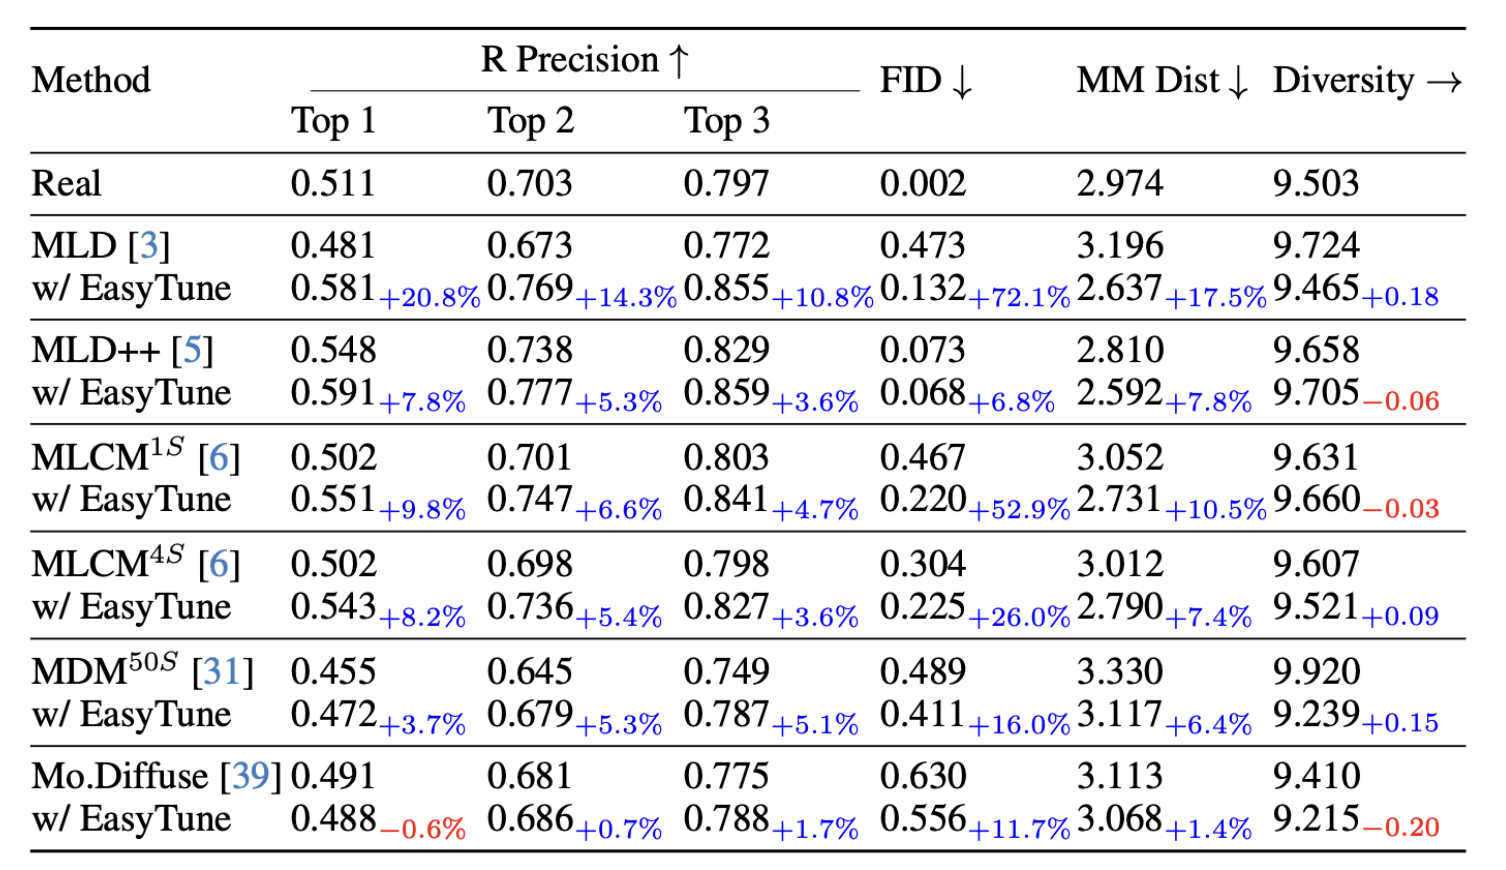 Method R Precision ↑ FID ↓ MM Dist ↓ Diversity →
Top 1 Top 2 Top 3
Real 0.511 0.703 0.797 0.002 2.974 9.503
MLD [3] 0.481 0.673 0.772 0.473 3.196 9.724
w/ EasyTune 0.581+20.8% 0.769+14.3% 0.855+10.8% 0.132+72.1% 2.637+17.5% 9.465+0.18
MLD++ [5] 0.548 0.738 0.829 0.073 2.810 9.658
w/ EasyTune 0.591+7.8% 0.777+5.3% 0.859+3.6% 0.068+6.8% 2.592+7.8% 9.705−0.06
MLCM1S [6] 0.502 0.701 0.803 0.467 3.052 9.631
w/ EasyTune 0.551+9.8% 0.747+6.6% 0.841+4.7% 0.220+52.9% 2.731+10.5% 9.660−0.03
MLCM4S [6] 0.502 0.698 0.798 0.304 3.012 9.607
w/ EasyTune 0.543+8.2% 0.736+5.4% 0.827+3.6% 0.225+26.0% 2.790+7.4% 9.521+0.09
MDM50S [31] 0.455 0.645 0.749 0.489 3.330 9.920
w/ EasyTune 0.472+3.7% 0.679+5.3% 0.787+5.1% 0.411+16.0% 3.117+6.4% 9.239+0.15
Mo.Diffuse [39] 0.491 0.681 0.775 0.630 3.113 9.410
w/ EasyTune 0.488−0.6% 0.686+0.7% 0.788+1.7% 0.556+11.7% 3.068+1.4% 9.215−0.20